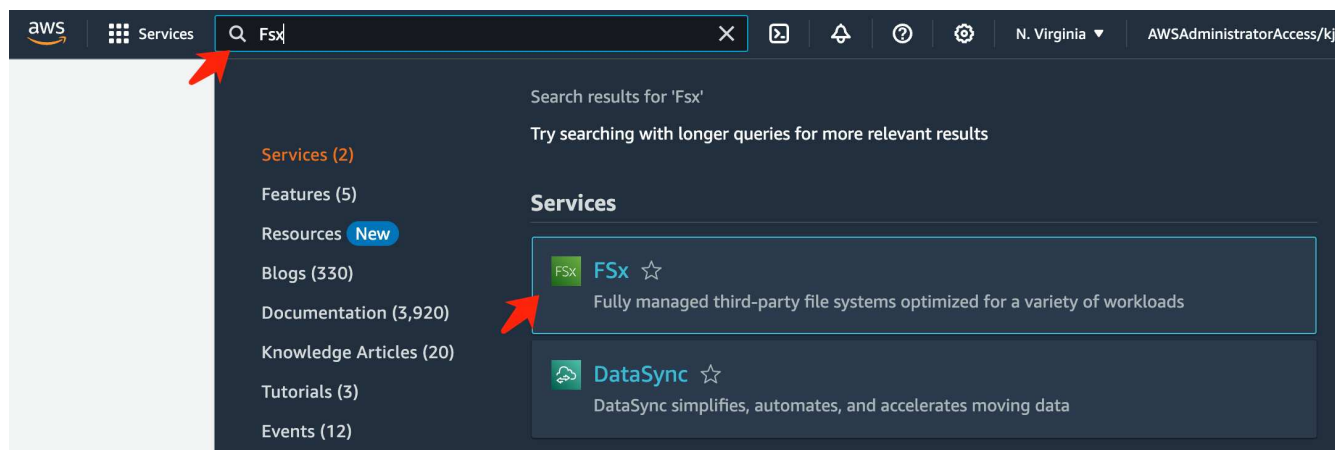 aws
Services
Fsx
N. Virginia
AWSAdministratorAccess/kj
Search results for 'Fsx'
Try searching with longer queries for more relevant results
Services (2)
Features (5)
Resources New
Blogs (330)
Documentation (3,920)
Knowledge Articles (20)
Tutorials (3)
Events (12)
Services
FSx FSx
Fully managed third-party file systems optimized for a variety of workloads
DataSync
DataSync simplifies, automates, and accelerates moving data